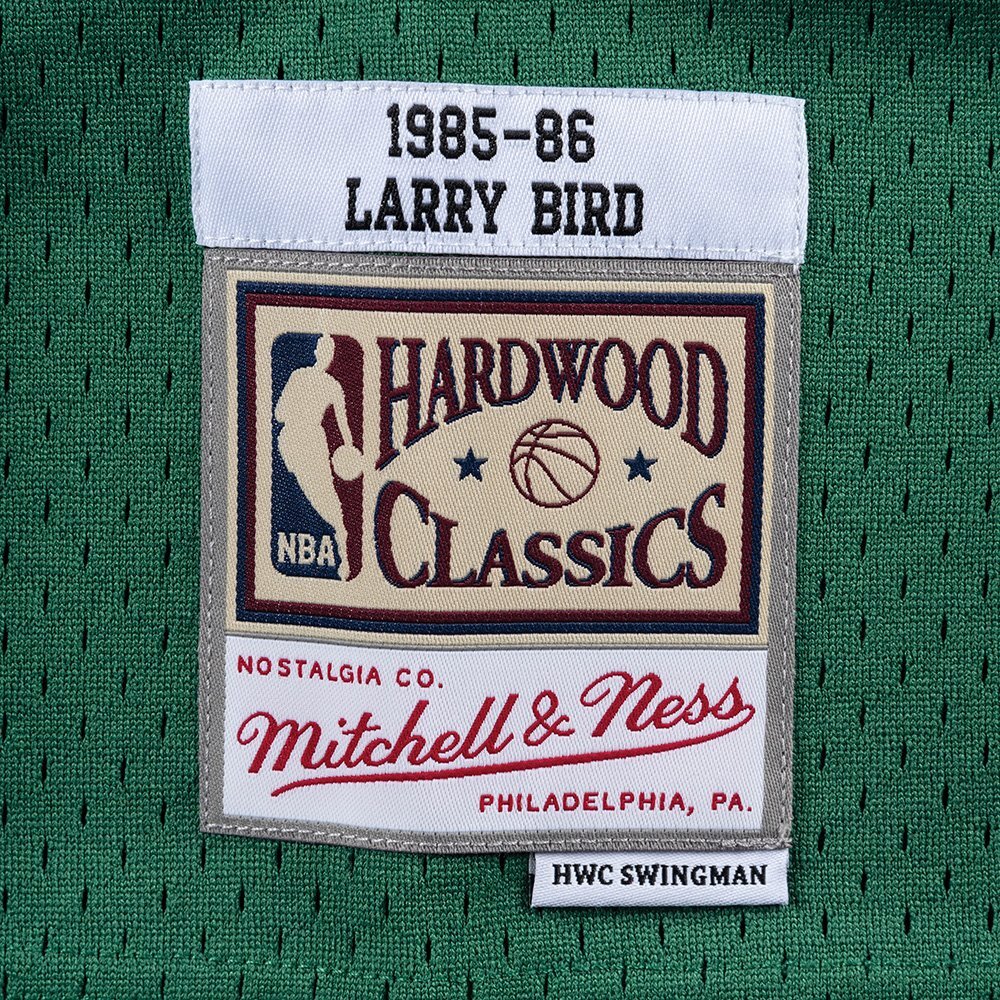 1985-86
LARRY BIRD
HARDWOOD
CLASSICS
NBA
NOSTALGIA CO.
Mitchell & Ness
PHILADELPHIA, PA.
HWC SWINGMAN